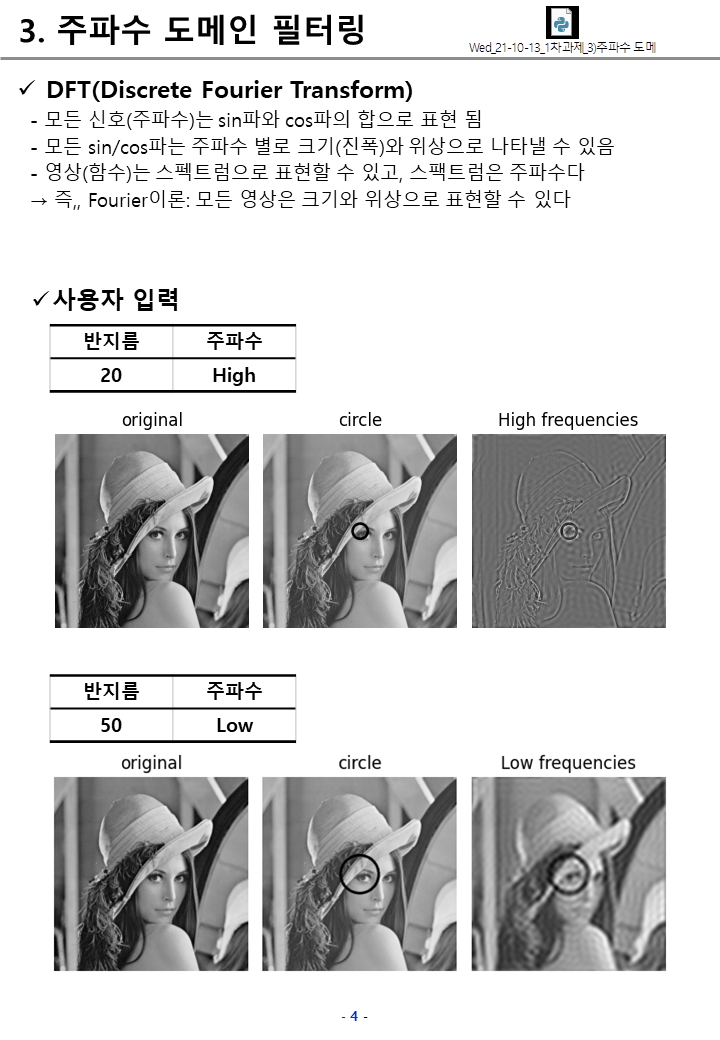 3. 주파수 도메인 필터링
Wed_21-10-13_1차과제_3)주파수 도메
✓ DFT(Discrete Fourier Transform)
- 모든 신호(주파수)는 sin파와 cos파의 합으로 표현 됨
- 모든 sin/cos파는 주파수 별로 크기(진폭)와 위상으로 나타낼 수 있음
- 영상(함수)는 스펙트럼으로 표현할 수 있고, 스팩트럼은 주파수다
→ 즉,, Fourier이론: 모든 영상은 크기와 위상으로 표현할 수 있다
✓ 사용자 입력
반지름 주파수
20 High
original circle High frequencies
반지름 주파수
50 Low
original circle Low frequencies
- 4 -